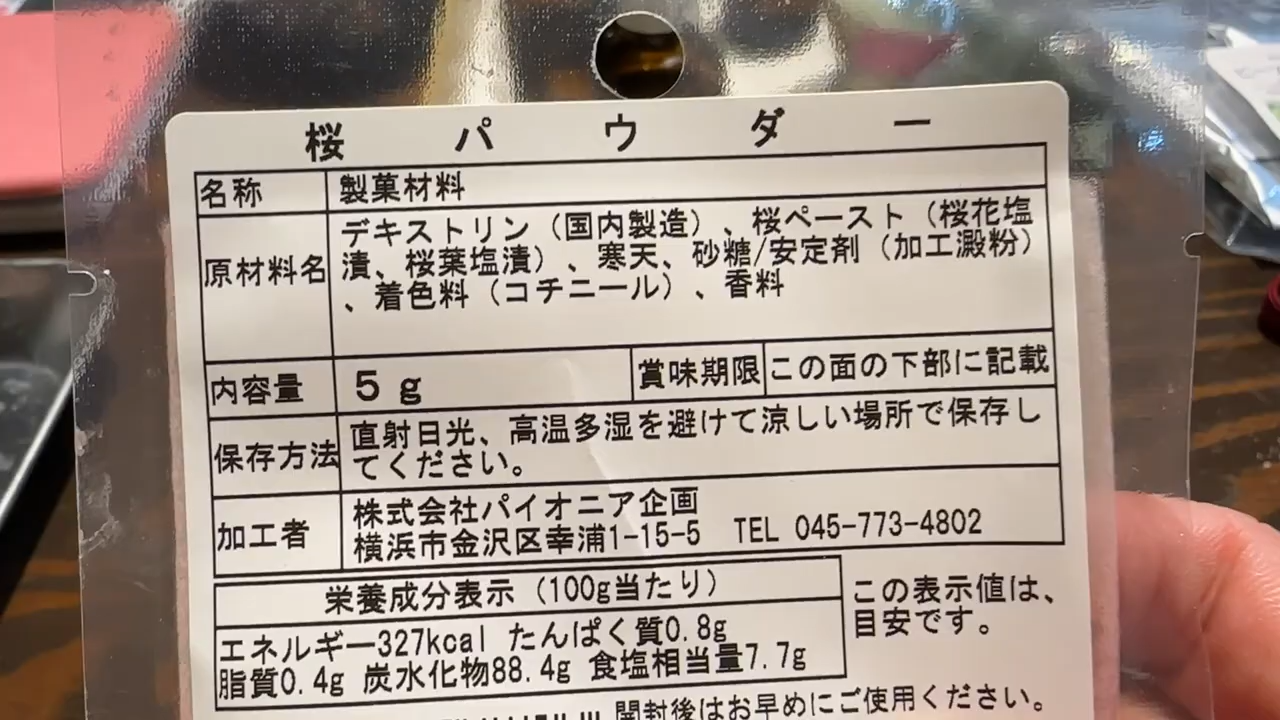 桜パウダー
名称 製菓材料
原材料名 デキストリン（国内製造）、桜ペースト（桜花塩
漬、桜葉塩漬）、寒天、砂糖/安定剤（加工澱粉）
、着色料（コチニール）、香料
内容量 5g 賞味期限 この面の下部に記載
保存方法 直射日光、高温多湿を避けて涼しい場所で保存し
てください。
加工者 株式会社パイオニア企画
横浜市金沢区幸浦1-15-5 TEL 045-773-4802
栄養成分表示（100g当たり）
エネルギー327kcal たんぱく質0.8g
脂質0.4g 炭水化物88.4g 食塩相当量7.7g
この表示値は、
目安です。
開封後はお早めにご使用ください。